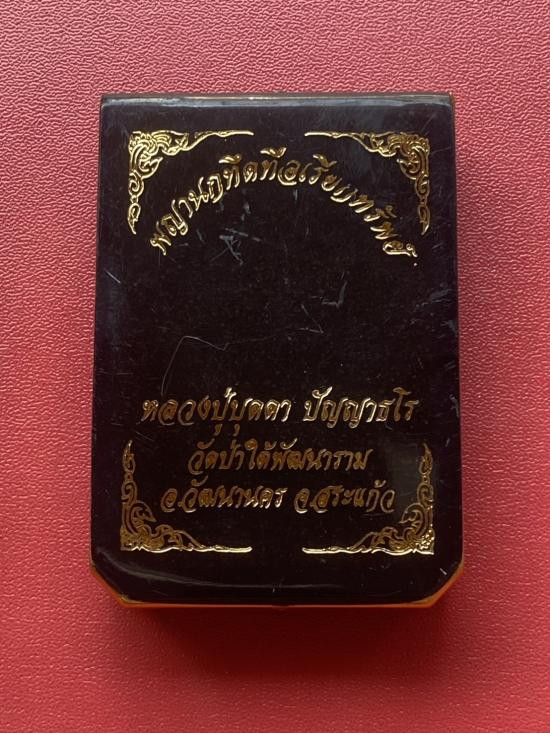 พญานกทึดทือเรียกทรัพย์
หลวงปู่บุดดา ปัญญาธโร
วัดป่าใต้พัฒนาราม
อ.วัฒนานคร จ.สระแก้ว